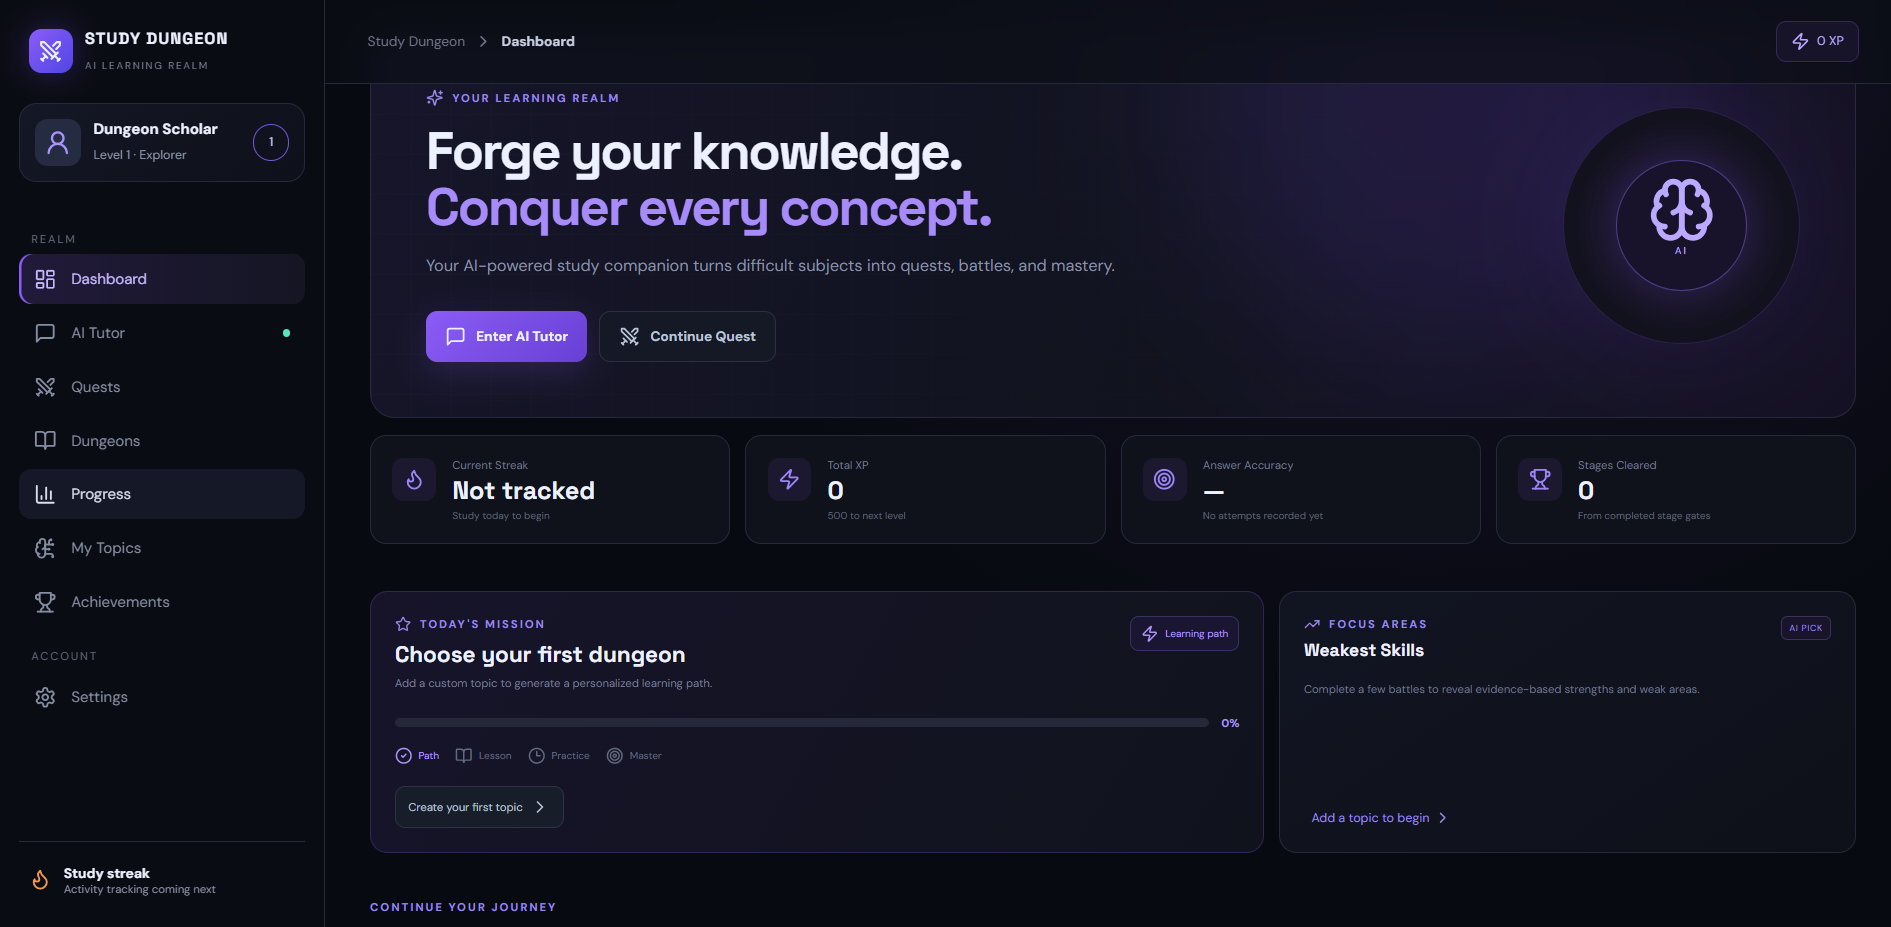 STUDY DUNGEON
AI LEARNING REALM
Dungeon Scholar
Level 1 · Explorer
1
REALM
Dashboard
AI Tutor
Quests
Dungeons
Progress
My Topics
Achievements
ACCOUNT
Settings
Study streak
Activity tracking coming next
Study Dungeon
Dashboard
0 XP
YOUR LEARNING REALM
Forge your knowledge.
Conquer every concept.
Your AI-powered study companion turns difficult subjects into quests, battles, and mastery.
Enter AI Tutor
Continue Quest
AI
Current Streak
Not tracked
Study today to begin
Total XP
0
500 to next level
Answer Accuracy
—
No attempts recorded yet
Stages Cleared
0
From completed stage gates
TODAY'S MISSION
Choose your first dungeon
Add a custom topic to generate a personalized learning path.
Learning path
0%
Path
Lesson
Practice
Master
Create your first topic
FOCUS AREAS
Weakest Skills
AI PICK
Complete a few battles to reveal evidence-based strengths and weak areas.
Add a topic to begin
CONTINUE YOUR JOURNEY